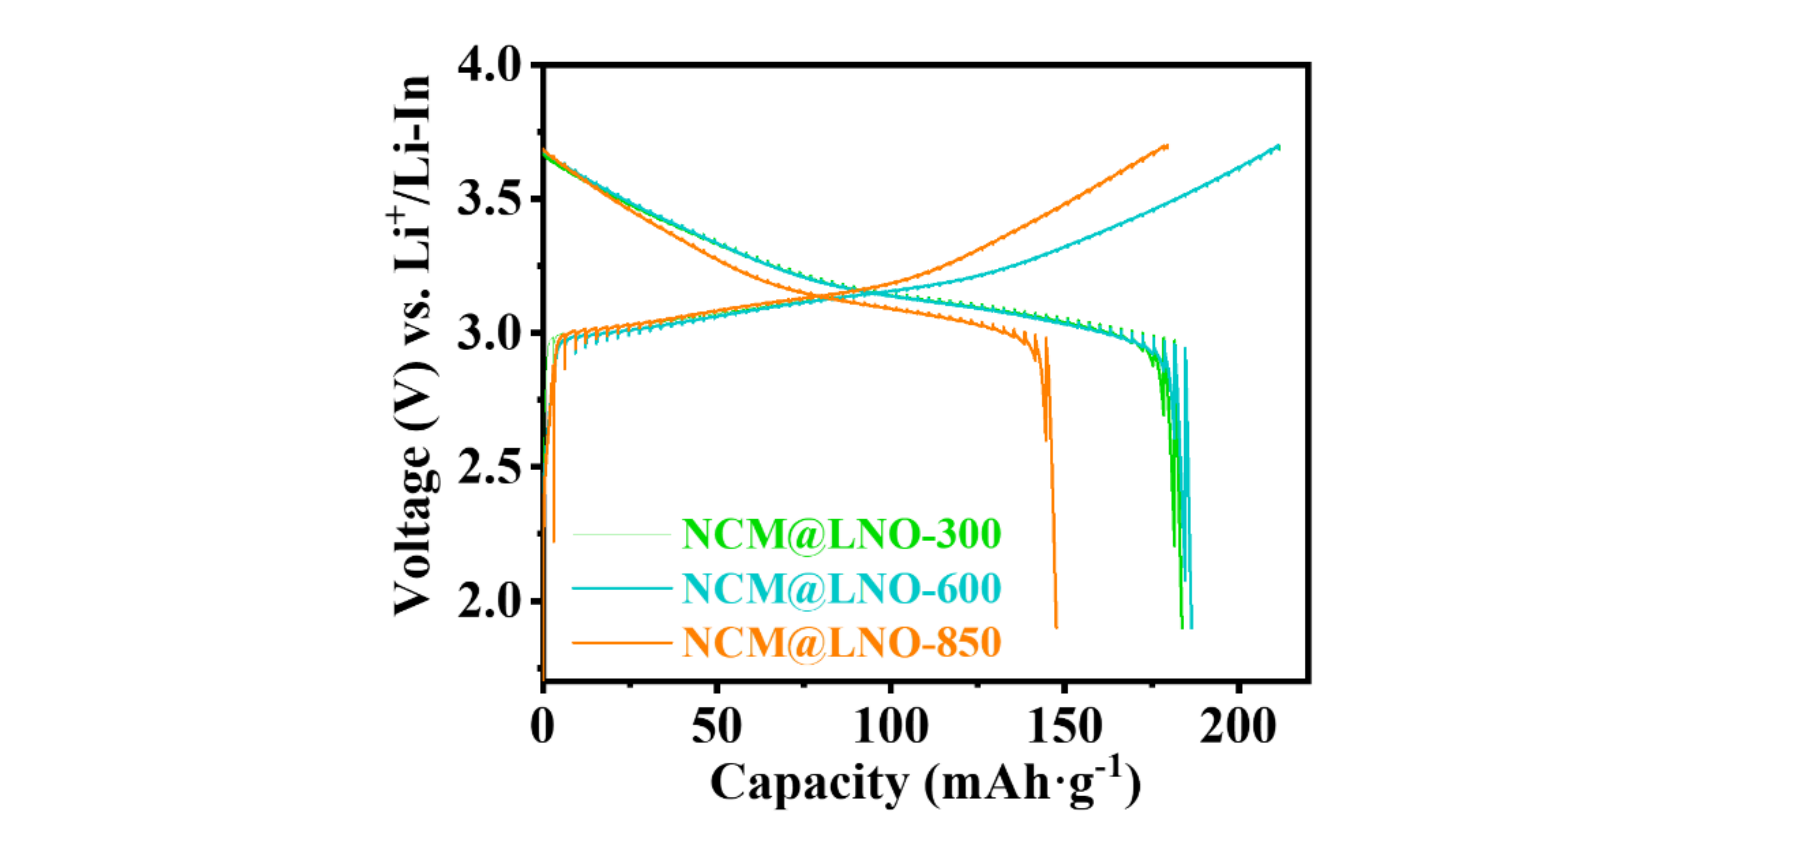 Voltage (V) vs. Li⁺/Li-In
4.0
3.5
3.0
2.5
2.0
NCM@LNO-300
NCM@LNO-600
NCM@LNO-850
0 50 100 150 200
Capacity (mAh·g⁻¹)